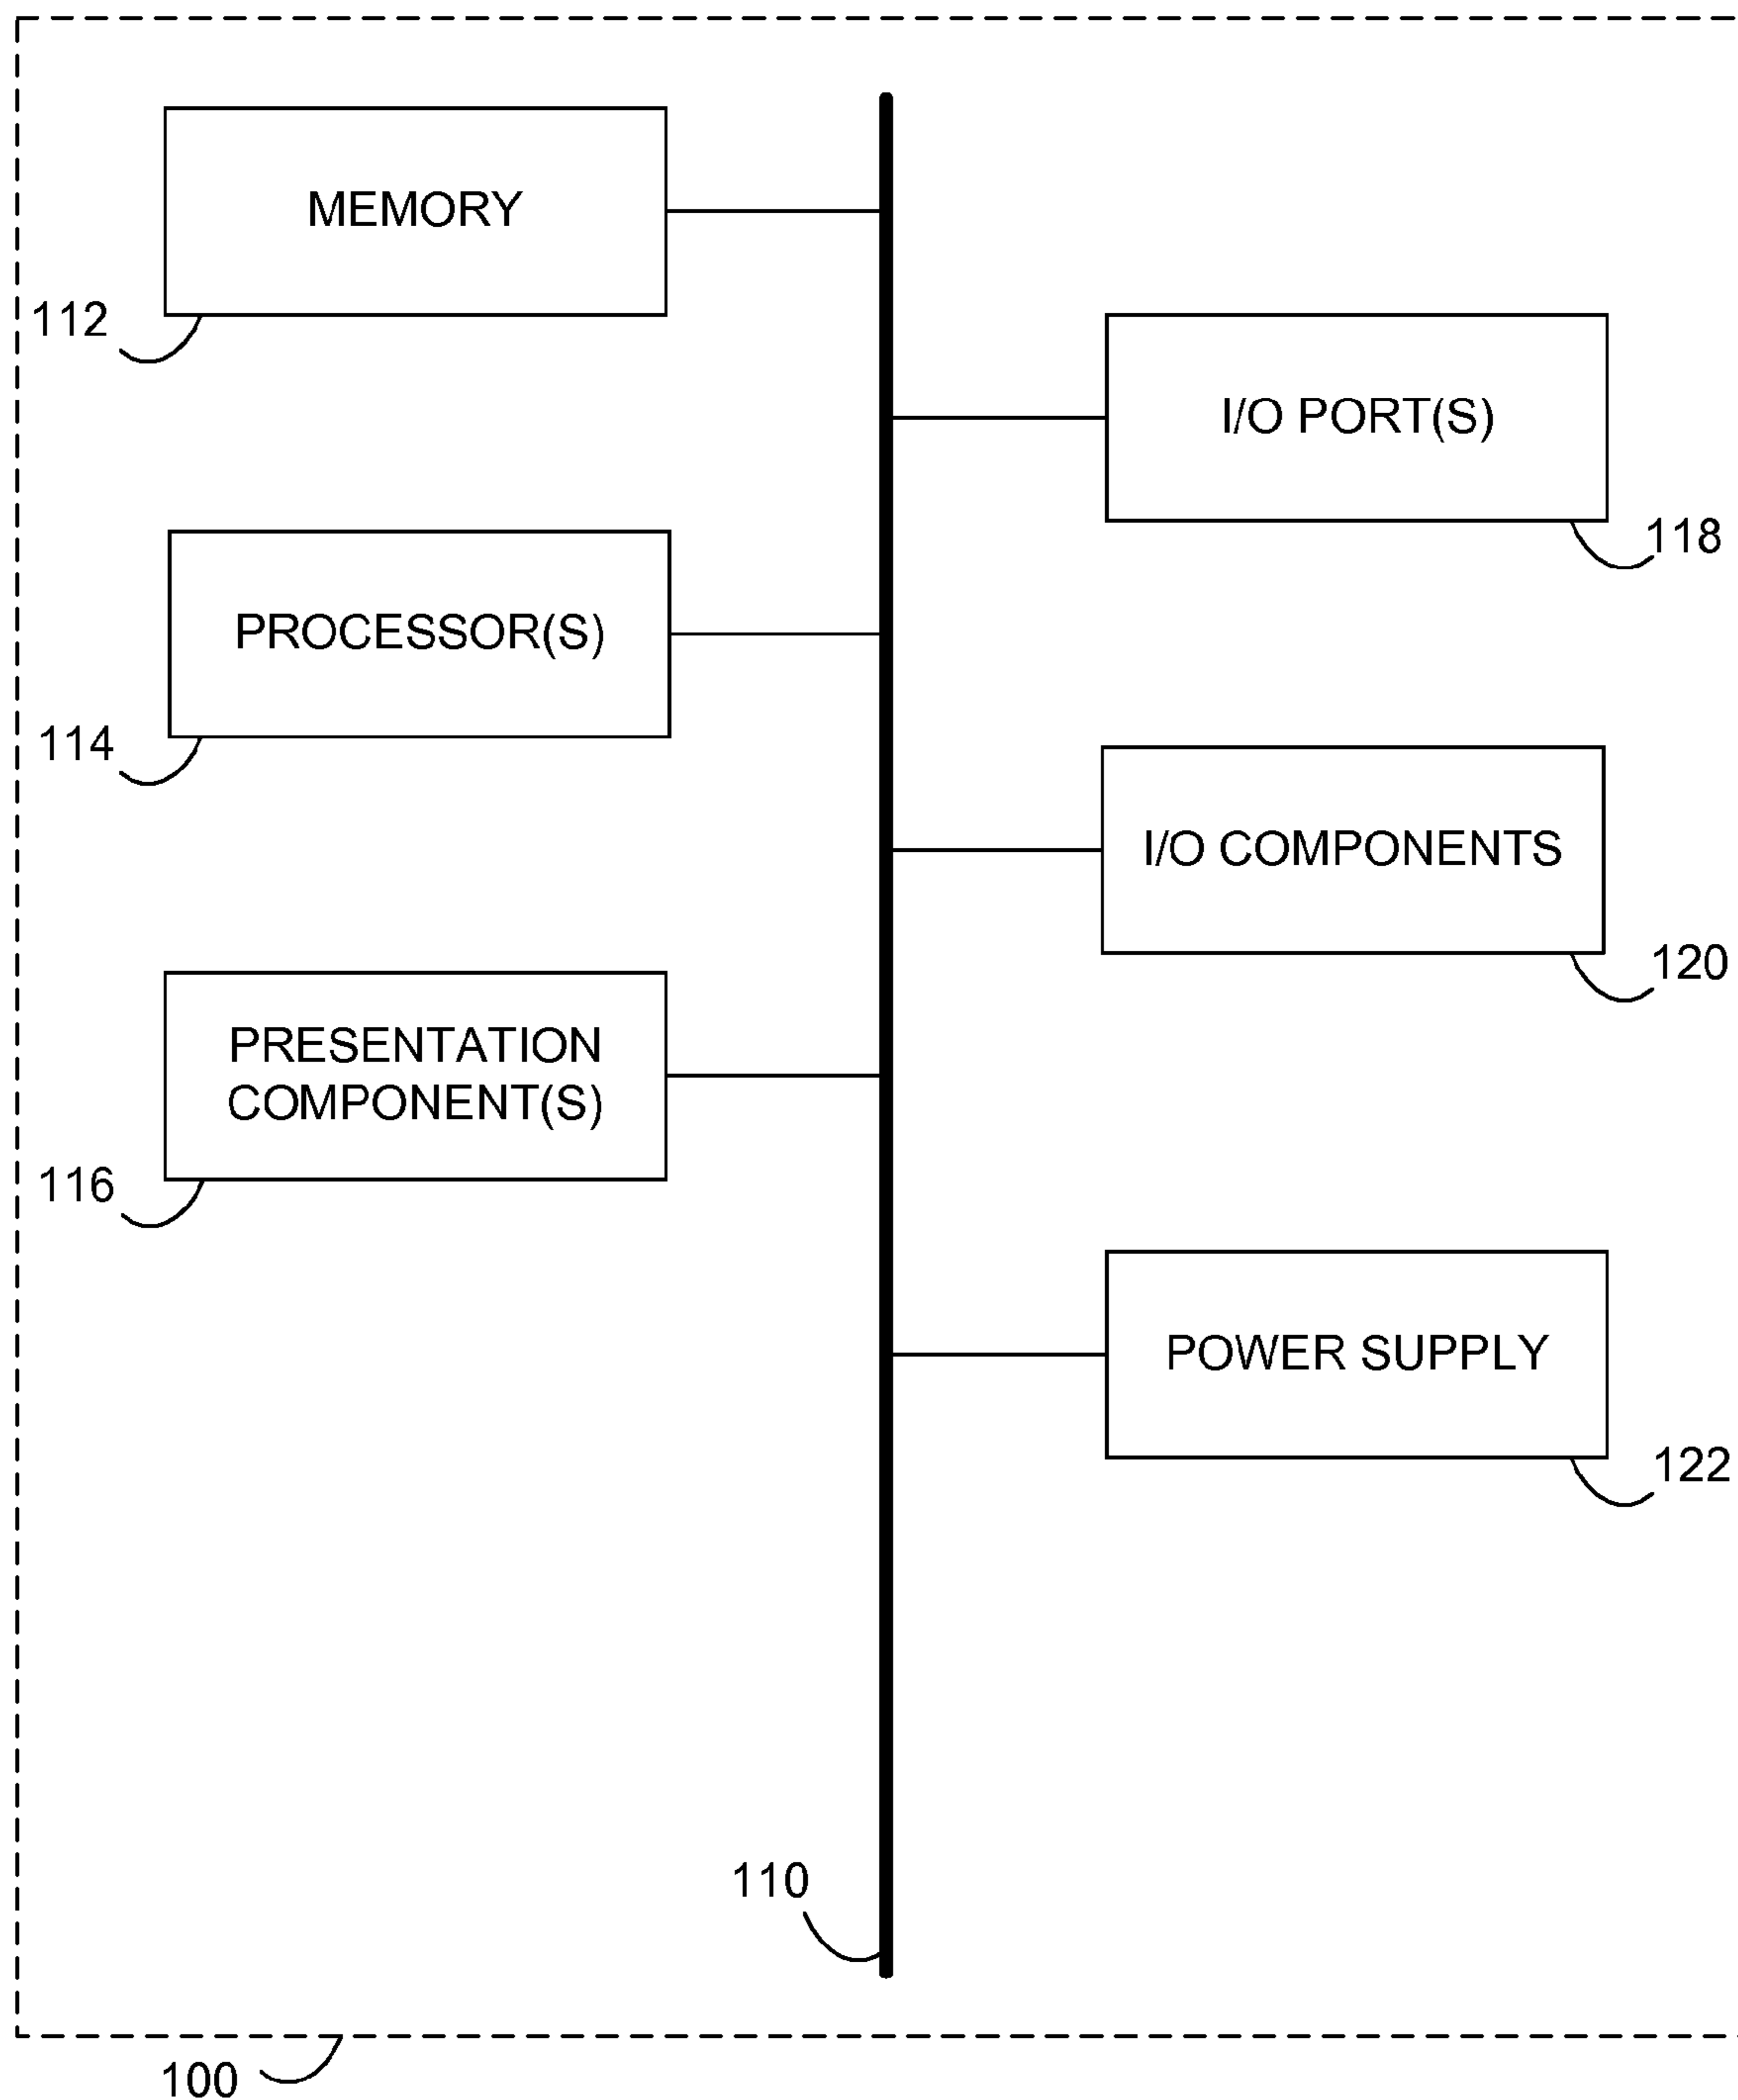 MEMORY
112
I/O PORT(S)
118
PROCESSOR(S)
114
I/O COMPONENTS
120
PRESENTATION
COMPONENT(S)
116
POWER SUPPLY
122
110
100